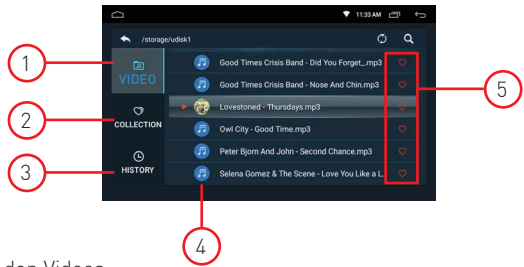 11:33 AM
/storage/udisk1
1
VIDEO
2
COLLECTION
3
HISTORY
Good Times Crisis Band - Did You Forget_.mp3
Good Times Crisis Band - Nose And Chin.mp3
Lovestoned - Thursdays.mp3
Owl City - Good Time.mp3
Peter Bjorn And John - Second Chance.mp3
Selena Gomez & The Scene - Love You Like a L..
5
4